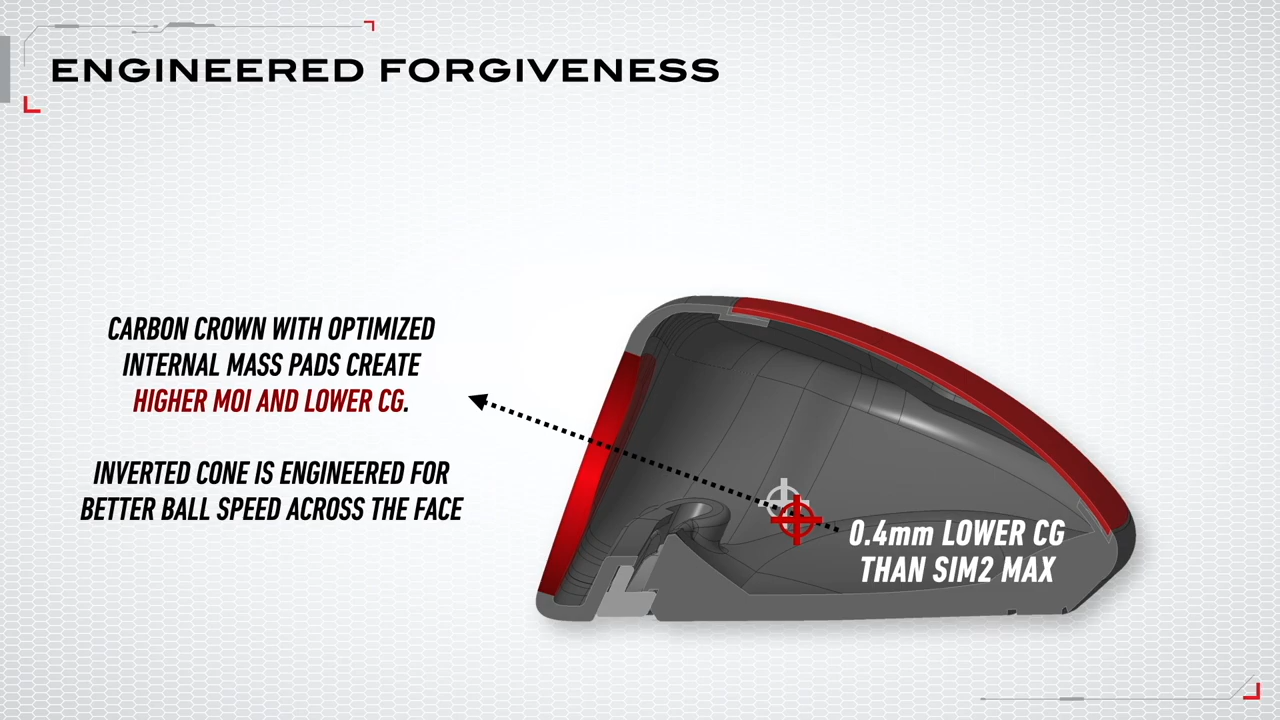 ENGINEERED FORGIVENESS
CARBON CROWN WITH OPTIMIZED
INTERNAL MASS PADS CREATE
HIGHER MOI AND LOWER CG.
INVERTED CONE IS ENGINEERED FOR
BETTER BALL SPEED ACROSS THE FACE
0.4mm LOWER CG
THAN SIM2 MAX